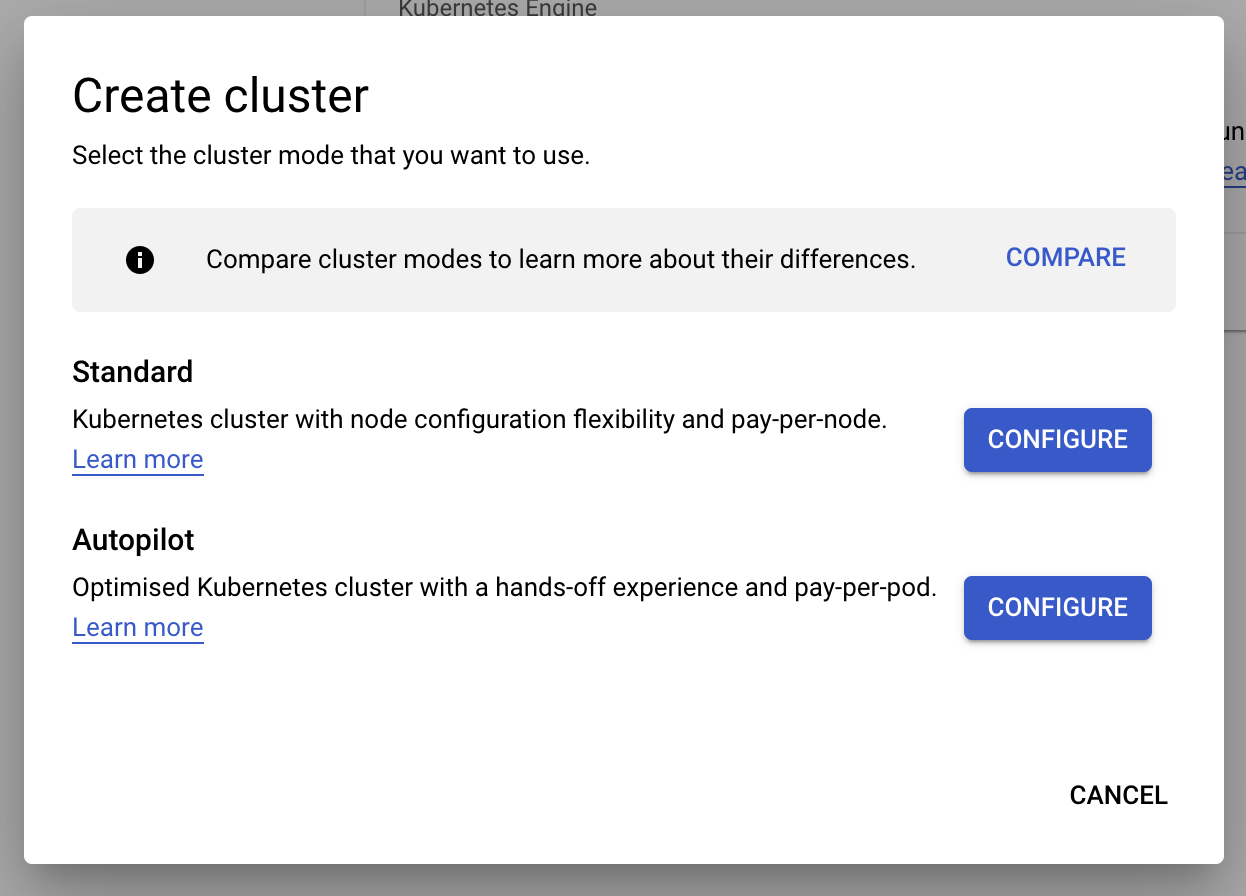 Kubernetes Engine
Create cluster
Select the cluster mode that you want to use.
Compare cluster modes to learn more about their differences.
COMPARE
Standard
Kubernetes cluster with node configuration flexibility and pay-per-node.
Learn more
CONFIGURE
Autopilot
Optimised Kubernetes cluster with a hands-off experience and pay-per-pod.
Learn more
CONFIGURE
CANCEL